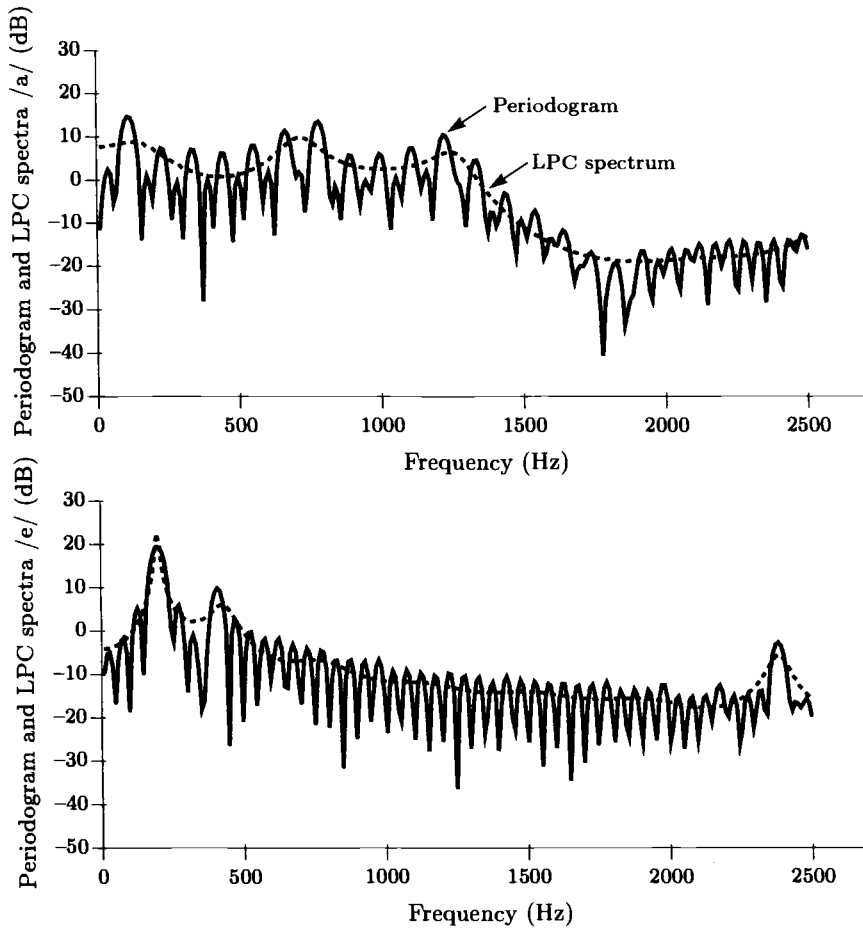 Periodogram and LPC spectra /a/ (dB)
30
20
10
0
−10
−20
−30
−40
−50
Periodogram
LPC spectrum
0 500 1000 1500 2000 2500
Frequency (Hz)
Periodogram and LPC spectra /e/ (dB)
30
20
10
0
−10
−20
−30
−40
−50
0 500 1000 1500 2000 2500
Frequency (Hz)